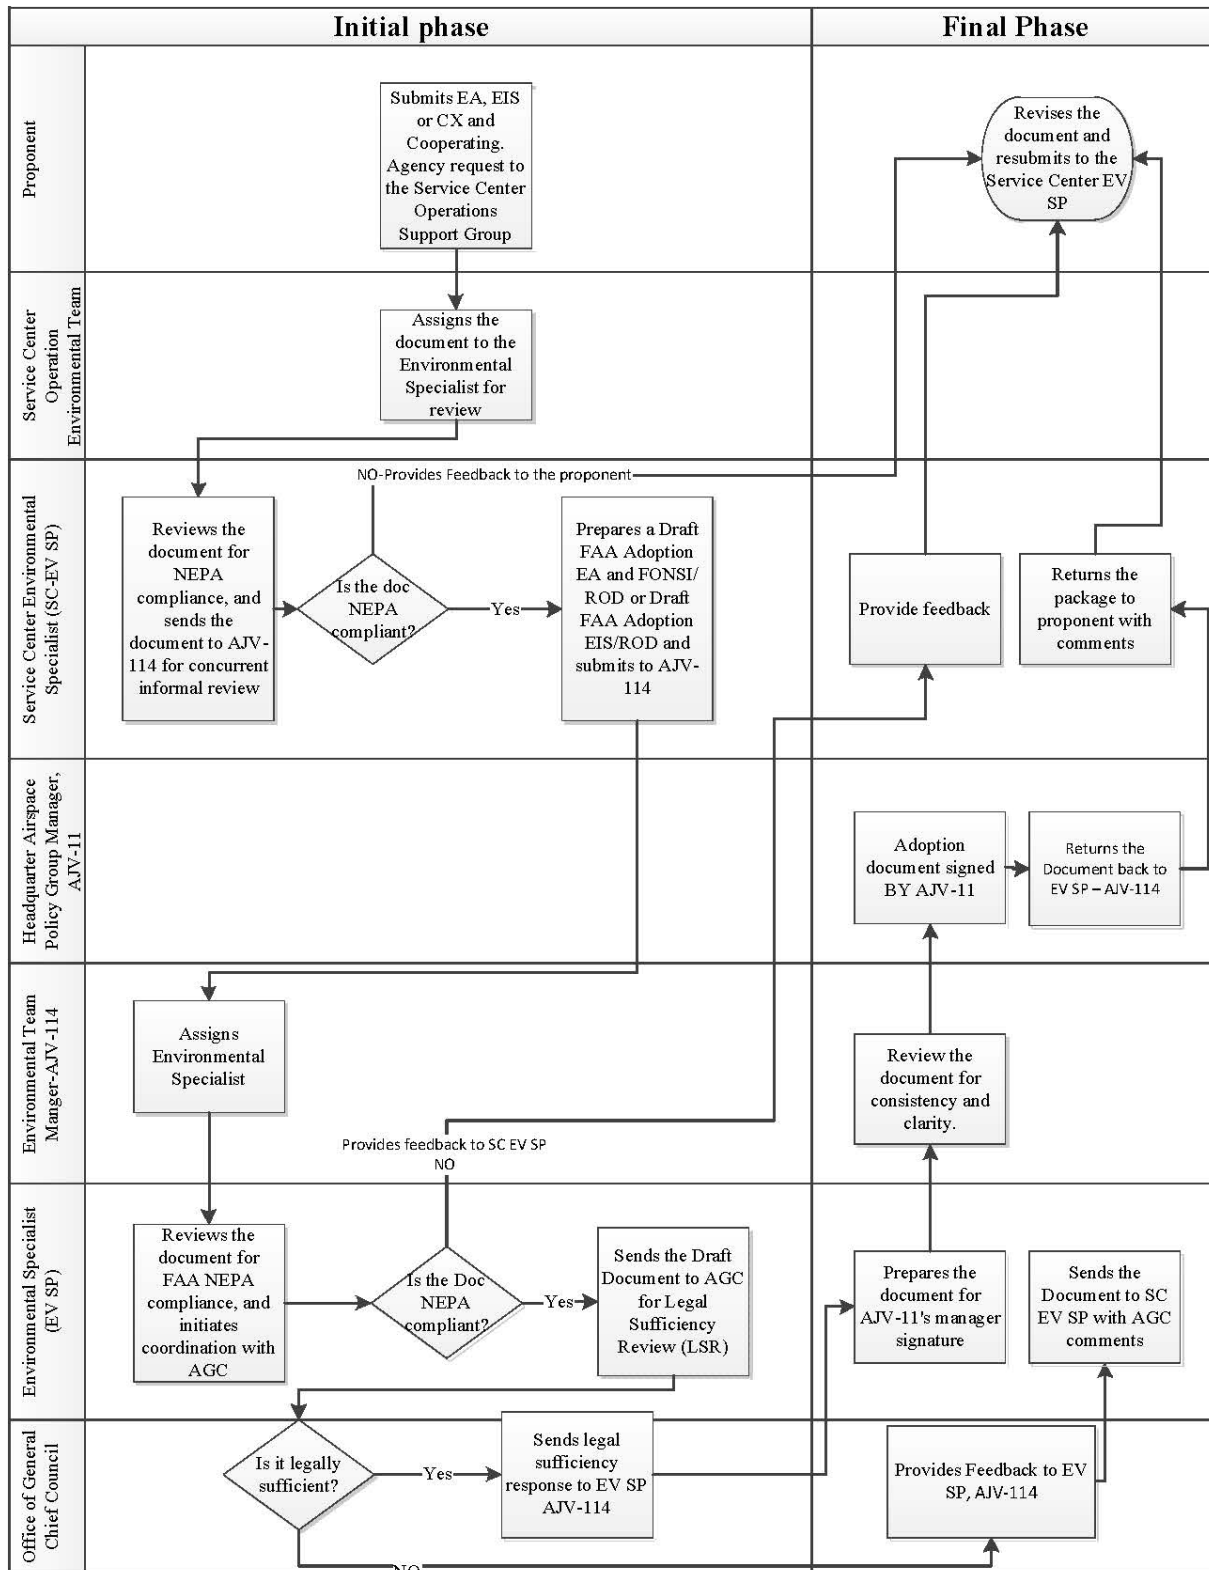 Initial phase
Final Phase
Proponent
Submits EA, EIS
or CX and
Cooperating.
Agency request to
the Service Center
Operations
Support Group
Revises the
document and
resubmits to the
Service Center EV
SP
Service Center
Operation
Environmental Team
Assigns the
document to the
Environmental
Specialist for
review
Service Center Environmental
Specialist (SC-EV SP)
NO-Provides Feedback to the proponent
Reviews the
document for
NEPA
compliance, and
sends the
document to AJV-
114 for concurrent
informal review
Is the doc
NEPA
compliant?
Yes
Prepares a Draft
FAA Adoption
EA and FONSI/
ROD or Draft
FAA Adoption
EIS/ROD and
submits to AJV-
114
Provide feedback
Returns the
package to
proponent with
comments
Headquarter Airspace
Policy Group Manager,
AJV-11
Adoption
document signed
BY AJV-11
Returns the
Document back to
EV SP – AJV-114
Environmental Team
Manger-AJV-114
Assigns
Environmental
Specialist
Provides feedback to SC EV SP
NO
Review the
document for
consistency and
clarity.
Environmental Specialist
(EV SP)
Reviews the
document for
FAA NEPA
compliance, and
initiates
coordination with
AGC
Is the Doc
NEPA
compliant?
Yes
Sends the Draft
Document to AGC
for Legal
Sufficiency
Review (LSR)
Prepares the
document for
AJV-11's manager
signature
Sends the
Document to SC
EV SP with AGC
comments
Office of General
Chief Council
Is it legally
sufficient?
Yes
Sends legal
sufficiency
response to EV SP
AJV-114
Provides Feedback to EV
SP, AJV-114
NO